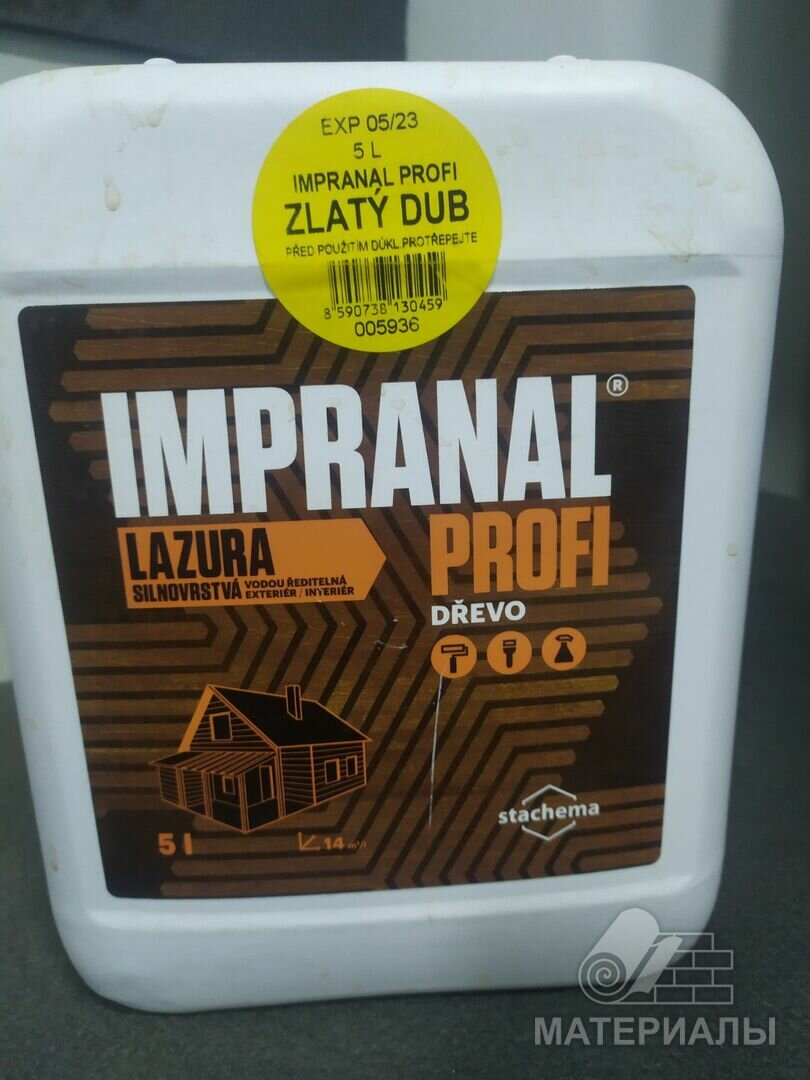 EXP 05/23
5 L
IMPRANAL PROFI
ZLATÝ DUB
PŘED POUŽITÍM DŮKL.PROTŘEPEJTE
8 590738 130459
005936
IMPRANAL®
LAZURA
SILNOVRSTVÁ
VODOU ŘEDITELNÁ
EXTERIÉR / INTERIÉR
PROFI
DŘEVO
stachema
5 l
14 m²/l
МАТЕРИАЛЫ